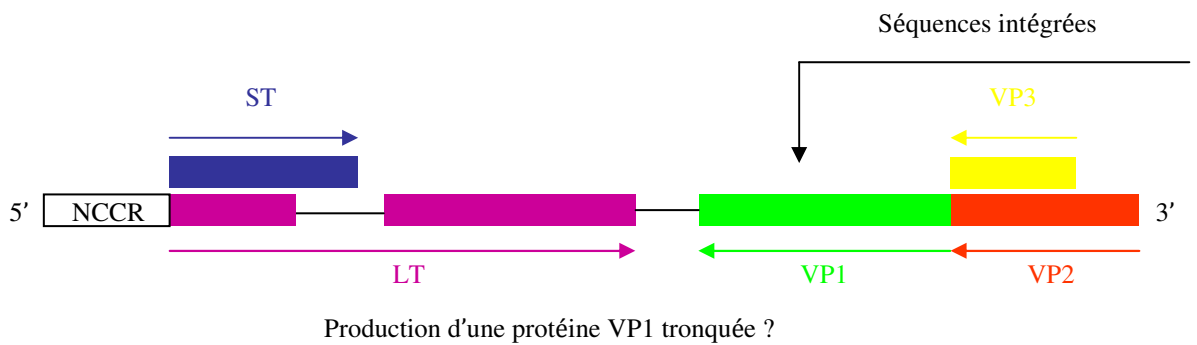 Séquences intégrées
ST
VP3
5’
NCCR
3’
LT
VP1
VP2
Production d’une protéine VP1 tronquée ?